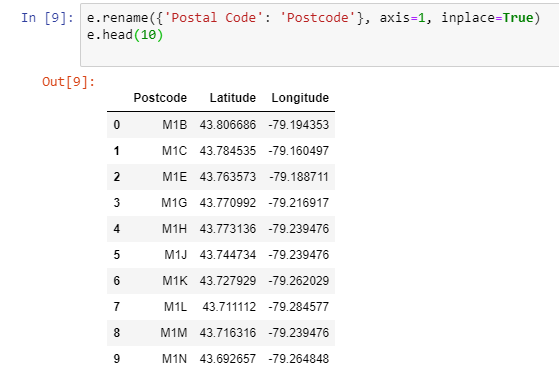 In [9]: e.rename({'Postal Code': 'Postcode'}, axis=1, inplace=True)
e.head(10)
Out[9]:
Postcode Latitude Longitude
0 M1B 43.806686 -79.194353
1 M1C 43.784535 -79.160497
2 M1E 43.763573 -79.188711
3 M1G 43.770992 -79.216917
4 M1H 43.773136 -79.239476
5 M1J 43.744734 -79.239476
6 M1K 43.727929 -79.262029
7 M1L 43.711112 -79.284577
8 M1M 43.716316 -79.239476
9 M1N 43.692657 -79.264848